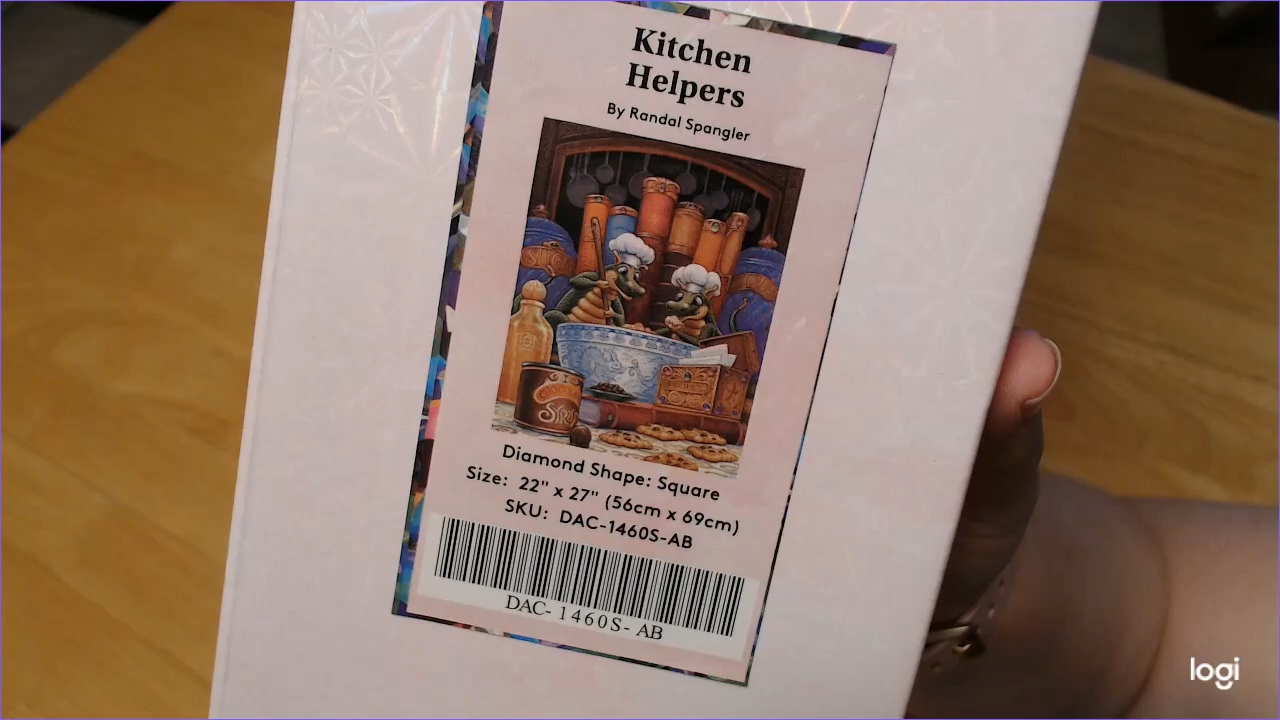 Kitchen
Helpers
By Randal Spangler
SYRUP
Diamond Shape: Square
Size: 22" x 27" (56cm x 69cm)
SKU: DAC-1460S-AB
DAC- 1460S- AB
logi